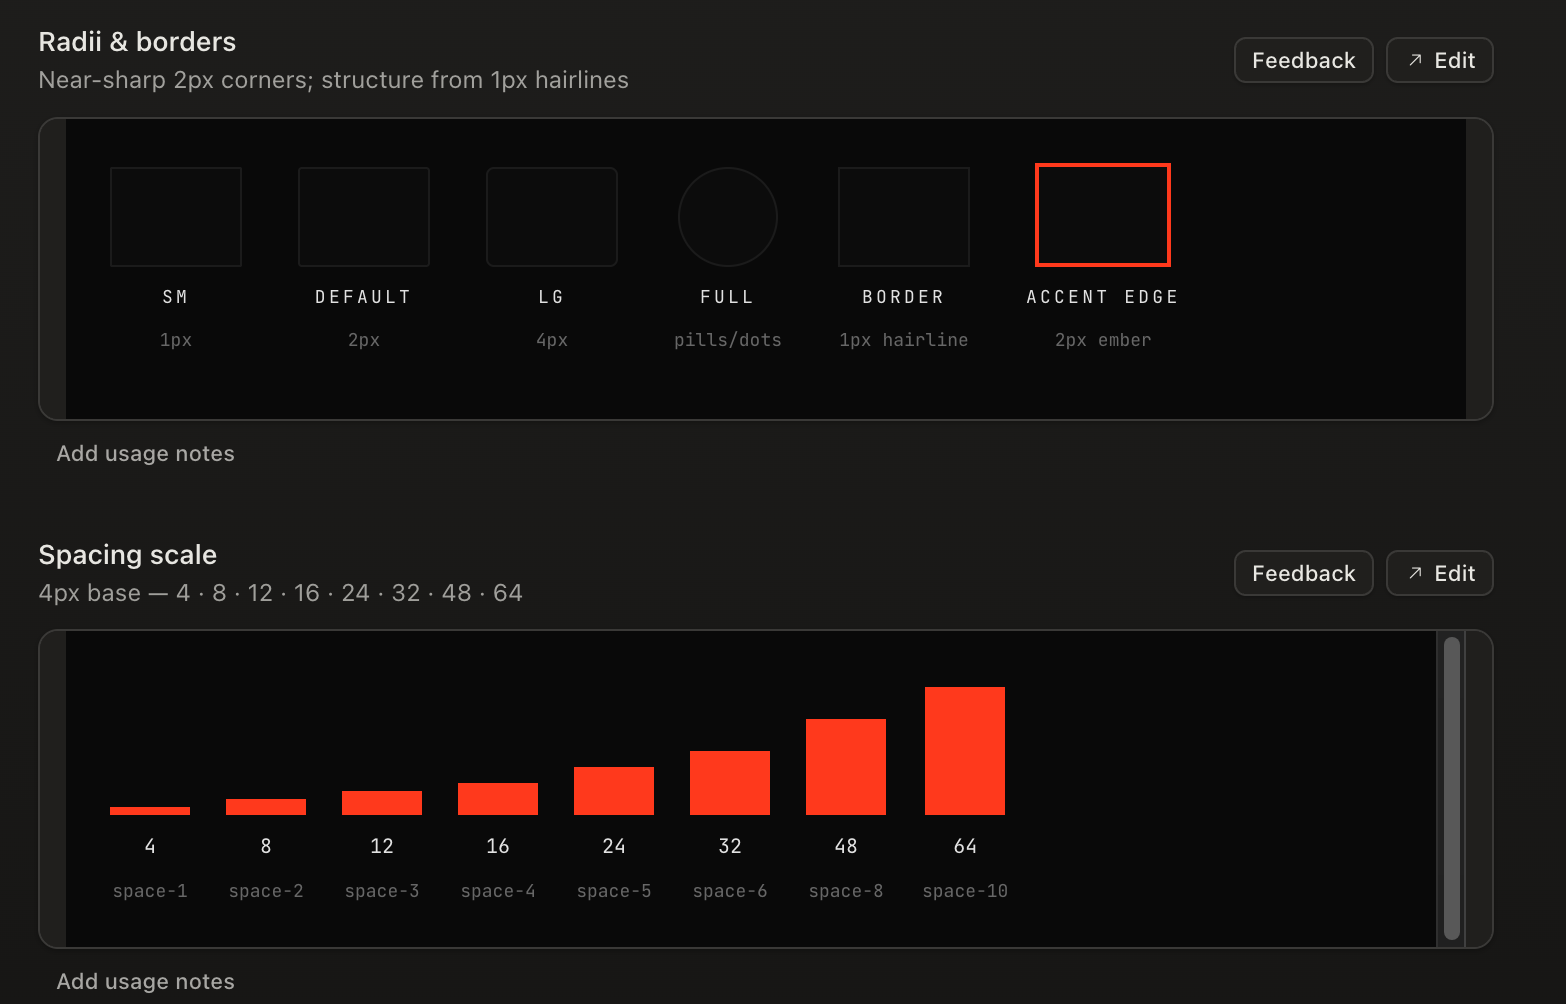 Radii & borders
Near-sharp 2px corners; structure from 1px hairlines
Feedback
Edit
SM
DEFAULT
LG
FULL
BORDER
ACCENT EDGE
1px
2px
4px
pills/dots
1px hairline
2px ember
Add usage notes
Spacing scale
4px base — 4 · 8 · 12 · 16 · 24 · 32 · 48 · 64
Feedback
Edit
4
8
12
16
24
32
48
64
space-1
space-2
space-3
space-4
space-5
space-6
space-8
space-10
Add usage notes